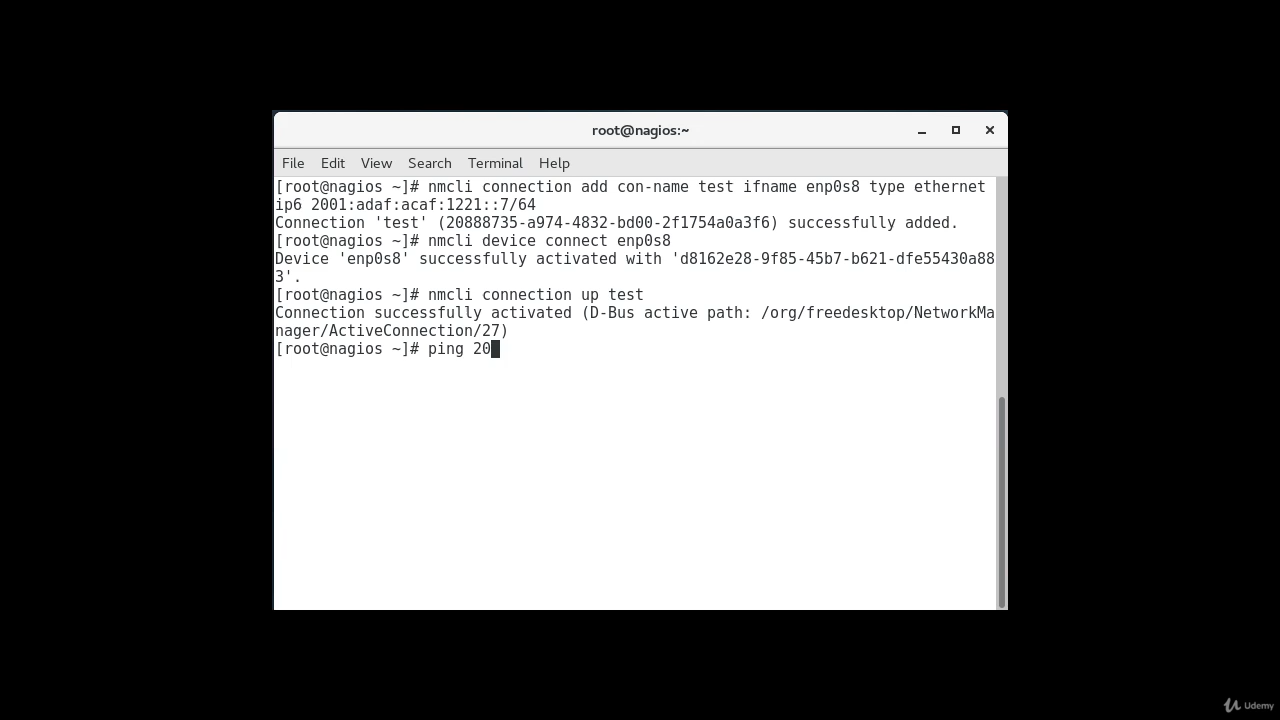 root@nagios:~
File Edit View Search Terminal Help
[root@nagios ~]# nmcli connection add con-name test ifname enp0s8 type ethernet
ip6 2001:adaf:acaf:1221::7/64
Connection 'test' (20888735-a974-4832-bd00-2f1754a0a3f6) successfully added.
[root@nagios ~]# nmcli device connect enp0s8
Device 'enp0s8' successfully activated with 'd8162e28-9f85-45b7-b621-dfe55430a88
3'.
[root@nagios ~]# nmcli connection up test
Connection successfully activated (D-Bus active path: /org/freedesktop/NetworkMa
nager/ActiveConnection/27)
[root@nagios ~]# ping 20
Udemy